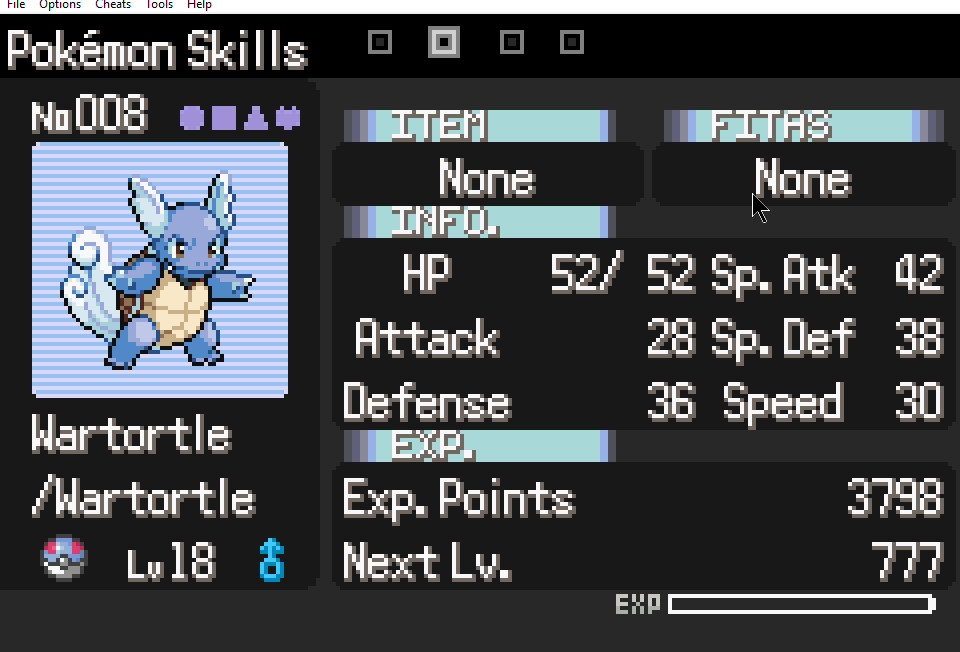 File Options Cheats Tools Help
Pokémon Skills
No008
ITEM FITAS
None None
INFO.
HP 52/ 52 Sp. Atk 42
Attack 28 Sp. Def 38
Defense 36 Speed 30
Wartortle
EXP.
/Wartortle
Exp. Points 3798
Lv18
Next Lv. 777
EXP